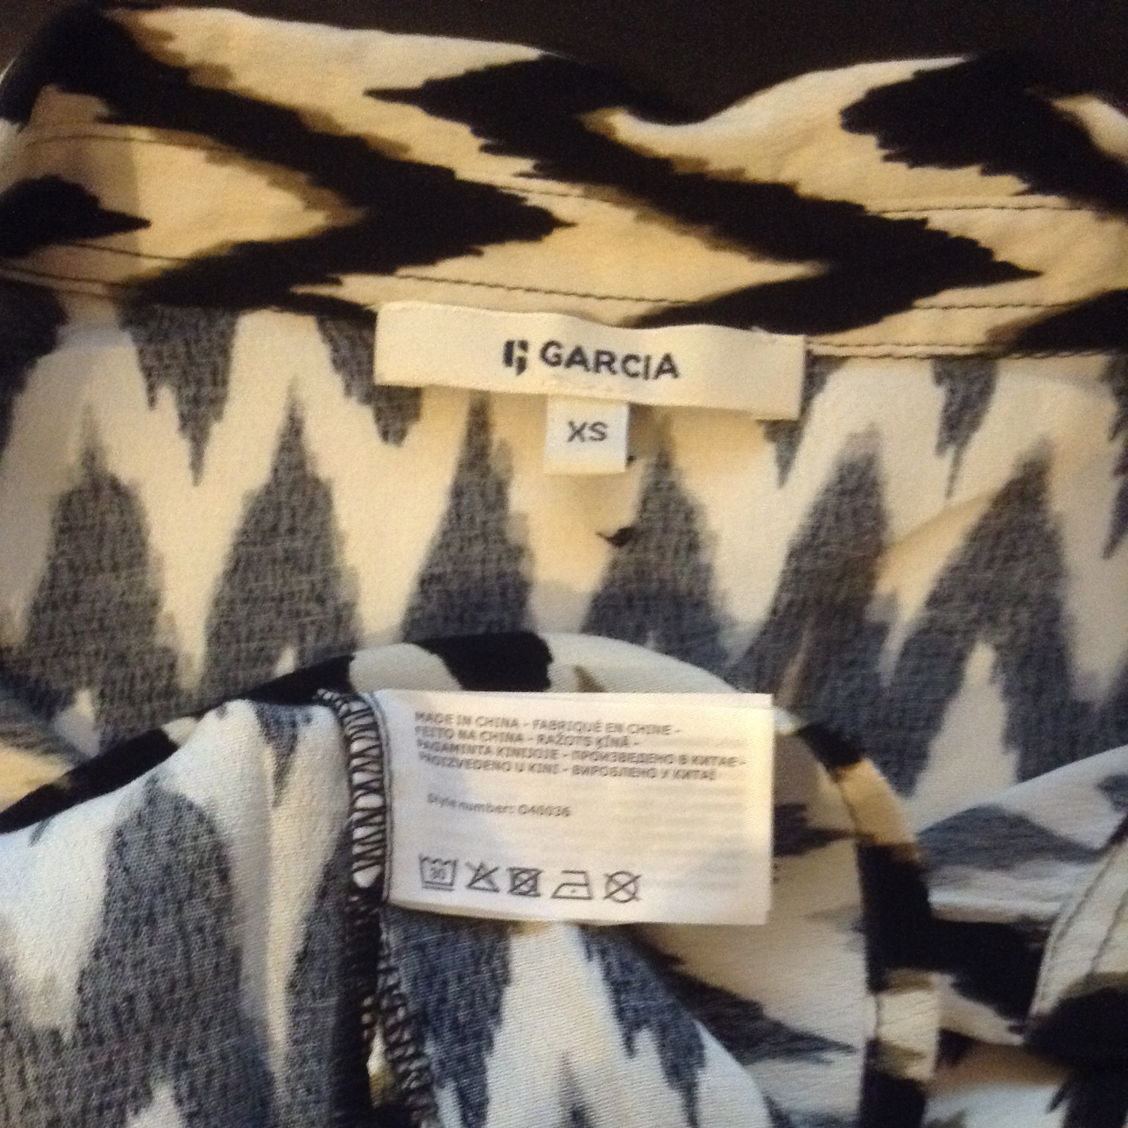 GARCIA
XS
MADE IN CHINA - FABRIQUÉ EN CHINE -
FEITO NA CHINA - RAŽOTS ĶĪNĀ -
PAGAMINTA KINIJOJE - ПРОИЗВЕДЕНО В КИТАЕ -
PROIZVEDENO U KINI - ВИРОБЛЕНО У КИТАЇ
Style number: O40036
30